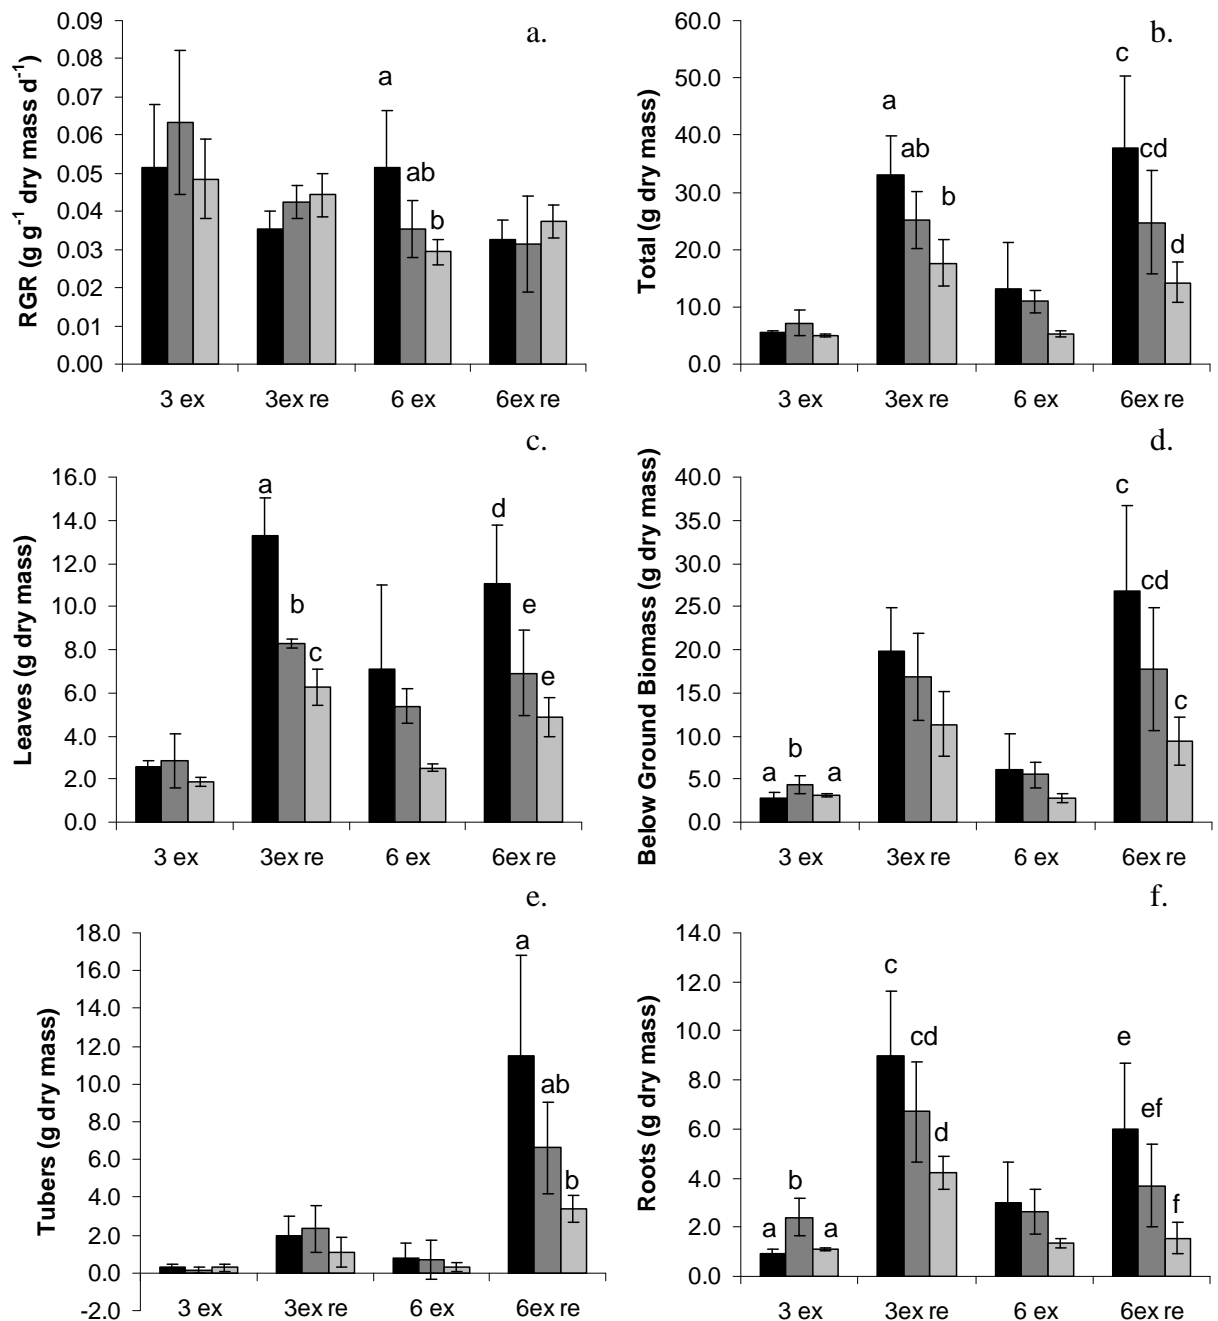 a.
RGR (g g⁻¹ dry mass d⁻¹)
0.09
0.08
0.07
0.06
0.05
0.04
0.03
0.02
0.01
0.00
a
ab
b
3 ex 3ex re 6 ex 6ex re
b.
Total (g dry mass)
60.0
50.0
40.0
30.0
20.0
10.0
0.0
a
ab
b
c
cd
d
3 ex 3ex re 6 ex 6ex re
c.
Leaves (g dry mass)
16.0
14.0
12.0
10.0
8.0
6.0
4.0
2.0
0.0
a
b
c
d
e
e
3 ex 3ex re 6 ex 6ex re
d.
Below Ground Biomass (g dry mass)
40.0
35.0
30.0
25.0
20.0
15.0
10.0
5.0
0.0
a
b
a
c
cd
c
3 ex 3ex re 6 ex 6ex re
e.
Tubers (g dry mass)
18.0
16.0
14.0
12.0
10.0
8.0
6.0
4.0
2.0
0.0
-2.0
a
ab
b
3 ex 3ex re 6 ex 6ex re
f.
Roots (g dry mass)
14.0
12.0
10.0
8.0
6.0
4.0
2.0
0.0
a
b
a
c
cd
d
e
ef
f
3 ex 3ex re 6 ex 6ex re